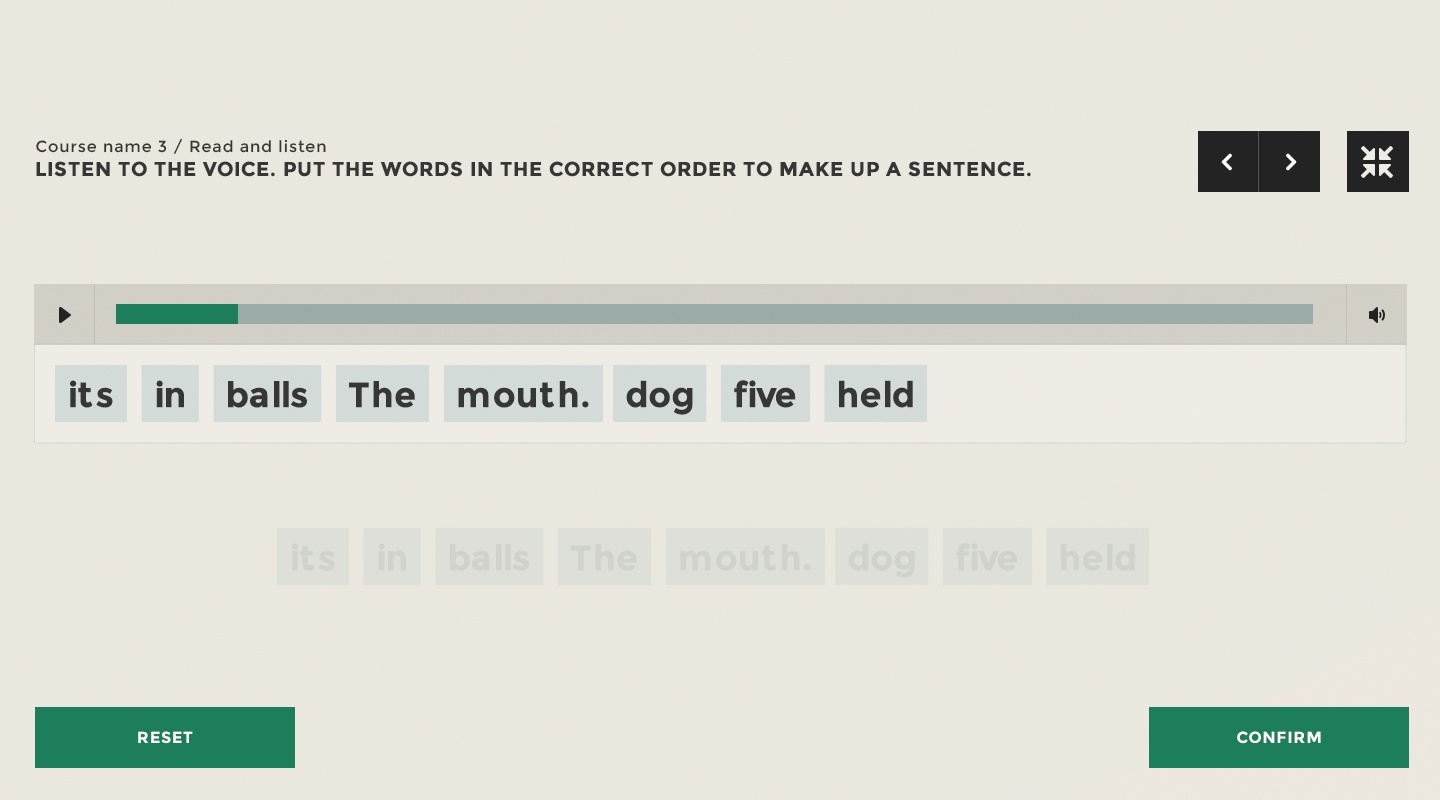 Course name 3 / Read and listen
LISTEN TO THE VOICE. PUT THE WORDS IN THE CORRECT ORDER TO MAKE UP A SENTENCE.
its in balls The mouth. dog five held
its in balls The mouth. dog five held
RESET CONFIRM